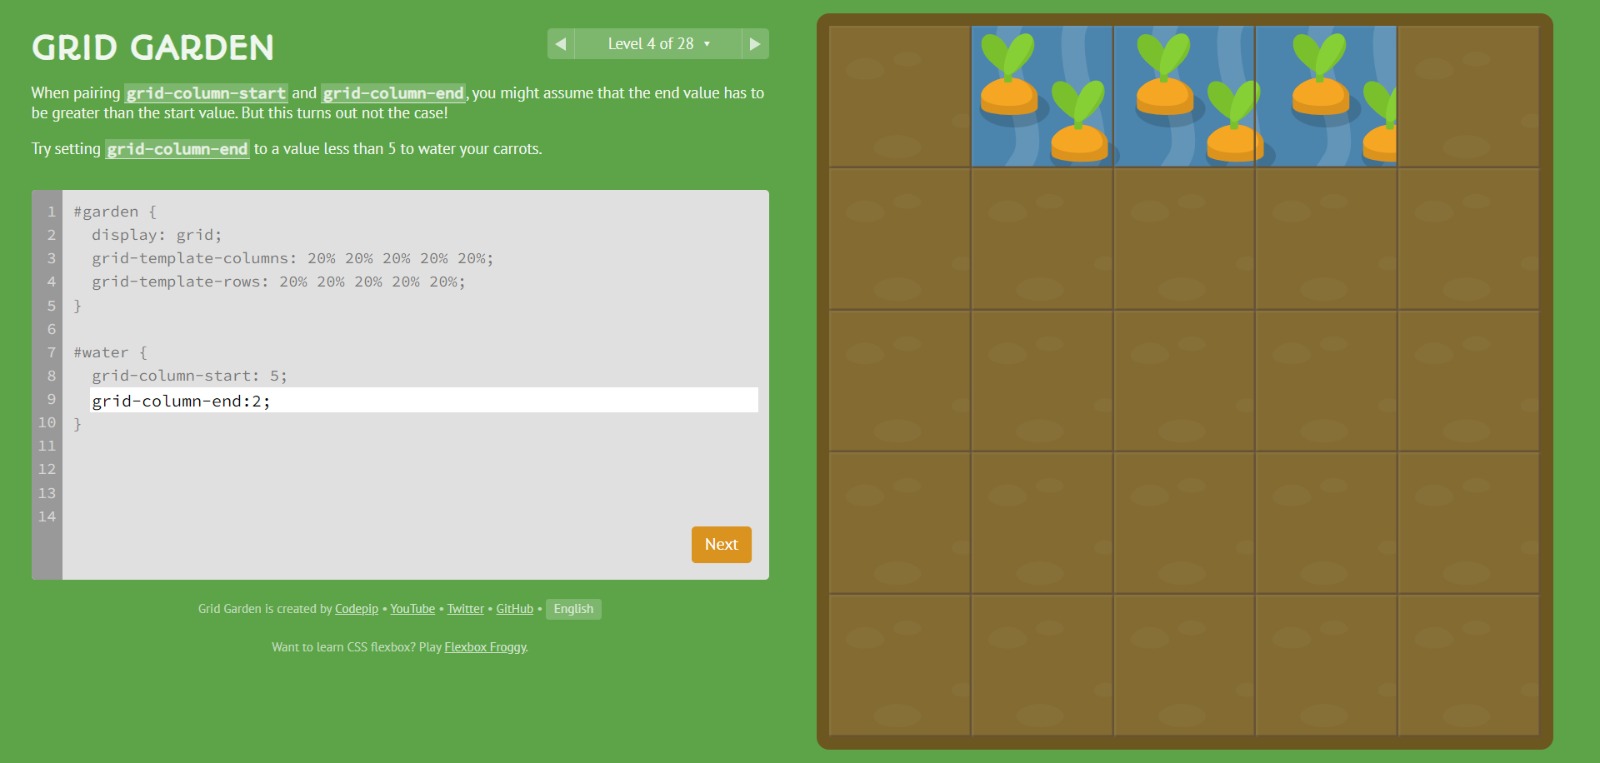 GRID GARDEN
◀ Level 4 of 28 ▾ ▶
When pairing grid-column-start and grid-column-end, you might assume that the end value has to
be greater than the start value. But this turns out not the case!
Try setting grid-column-end to a value less than 5 to water your carrots.
1 #garden {
2 display: grid;
3 grid-template-columns: 20% 20% 20% 20% 20%;
4 grid-template-rows: 20% 20% 20% 20% 20%;
5 }
6
7 #water {
8 grid-column-start: 5;
9 grid-column-end:2;
10 }
11
12
13
14
Next
Grid Garden is created by Codepip • YouTube • Twitter • GitHub • English
Want to learn CSS flexbox? Play Flexbox Froggy.